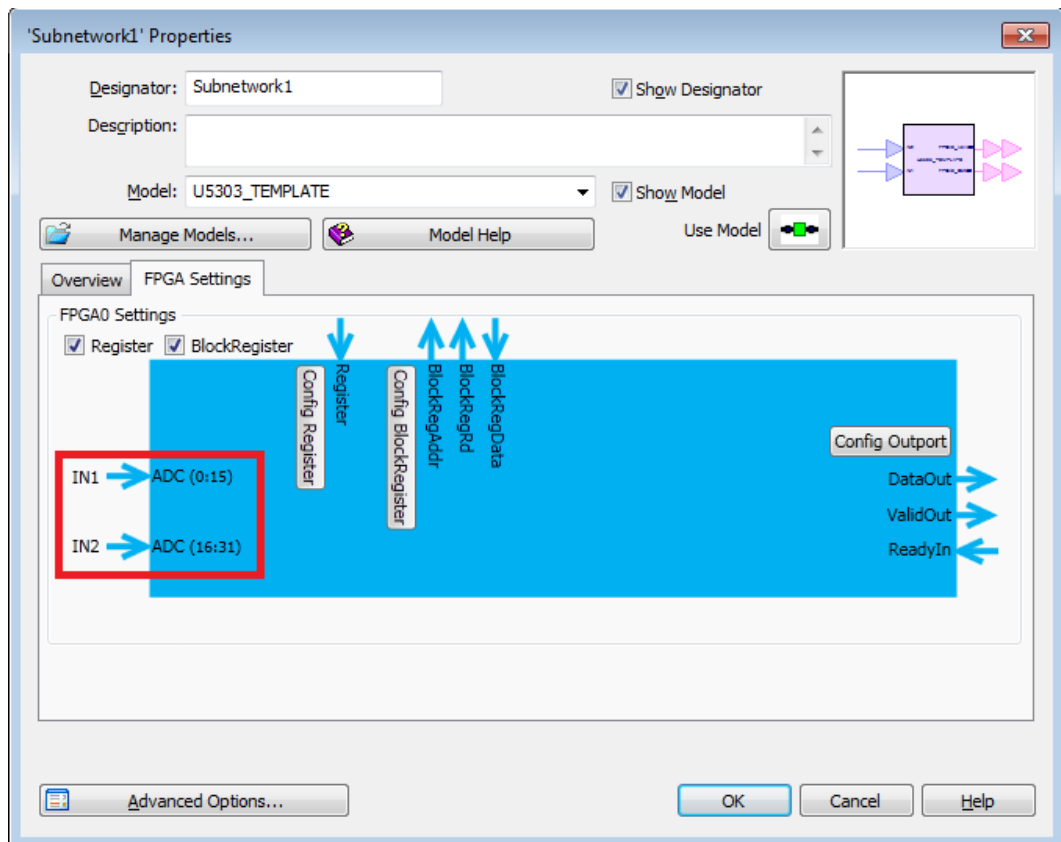 'Subnetwork1' Properties
Designator: Subnetwork1
Show Designator
Description:
Model: U5303_TEMPLATE
Show Model
Manage Models...
Model Help
Use Model
Overview
FPGA Settings
FPGA0 Settings
Register
BlockRegister
Config Register
Register
Config BlockRegister
BlockRegAddr
BlockRegRd
BlockRegData
IN1
ADC (0:15)
IN2
ADC (16:31)
Config Outport
DataOut
ValidOut
ReadyIn
Advanced Options...
OK
Cancel
Help